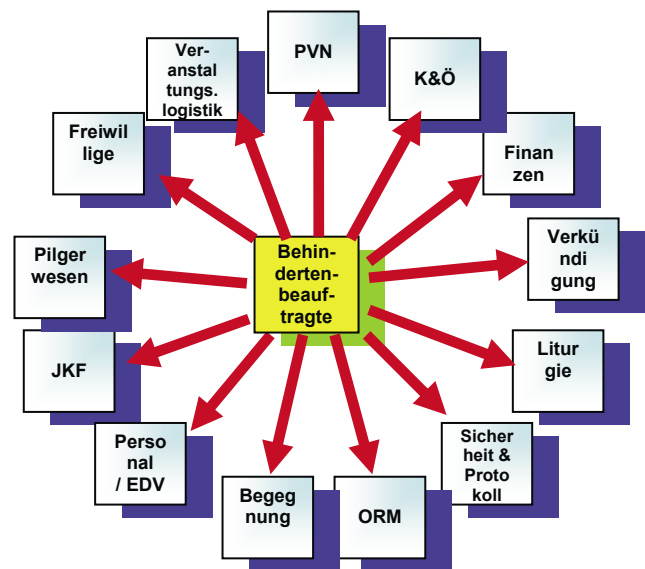 Ver-
anstal
tungs.
logistik
PVN
K&Ö
Freiwil
lige
Finan
zen
Pilger
wesen
Behin-
derten-
beauf-
tragte
Verkü
ndi
gung
JKF
Litur
gie
Perso
nal
/ EDV
Begeg
nung
ORM
Sicher
heit &
Proto
koll